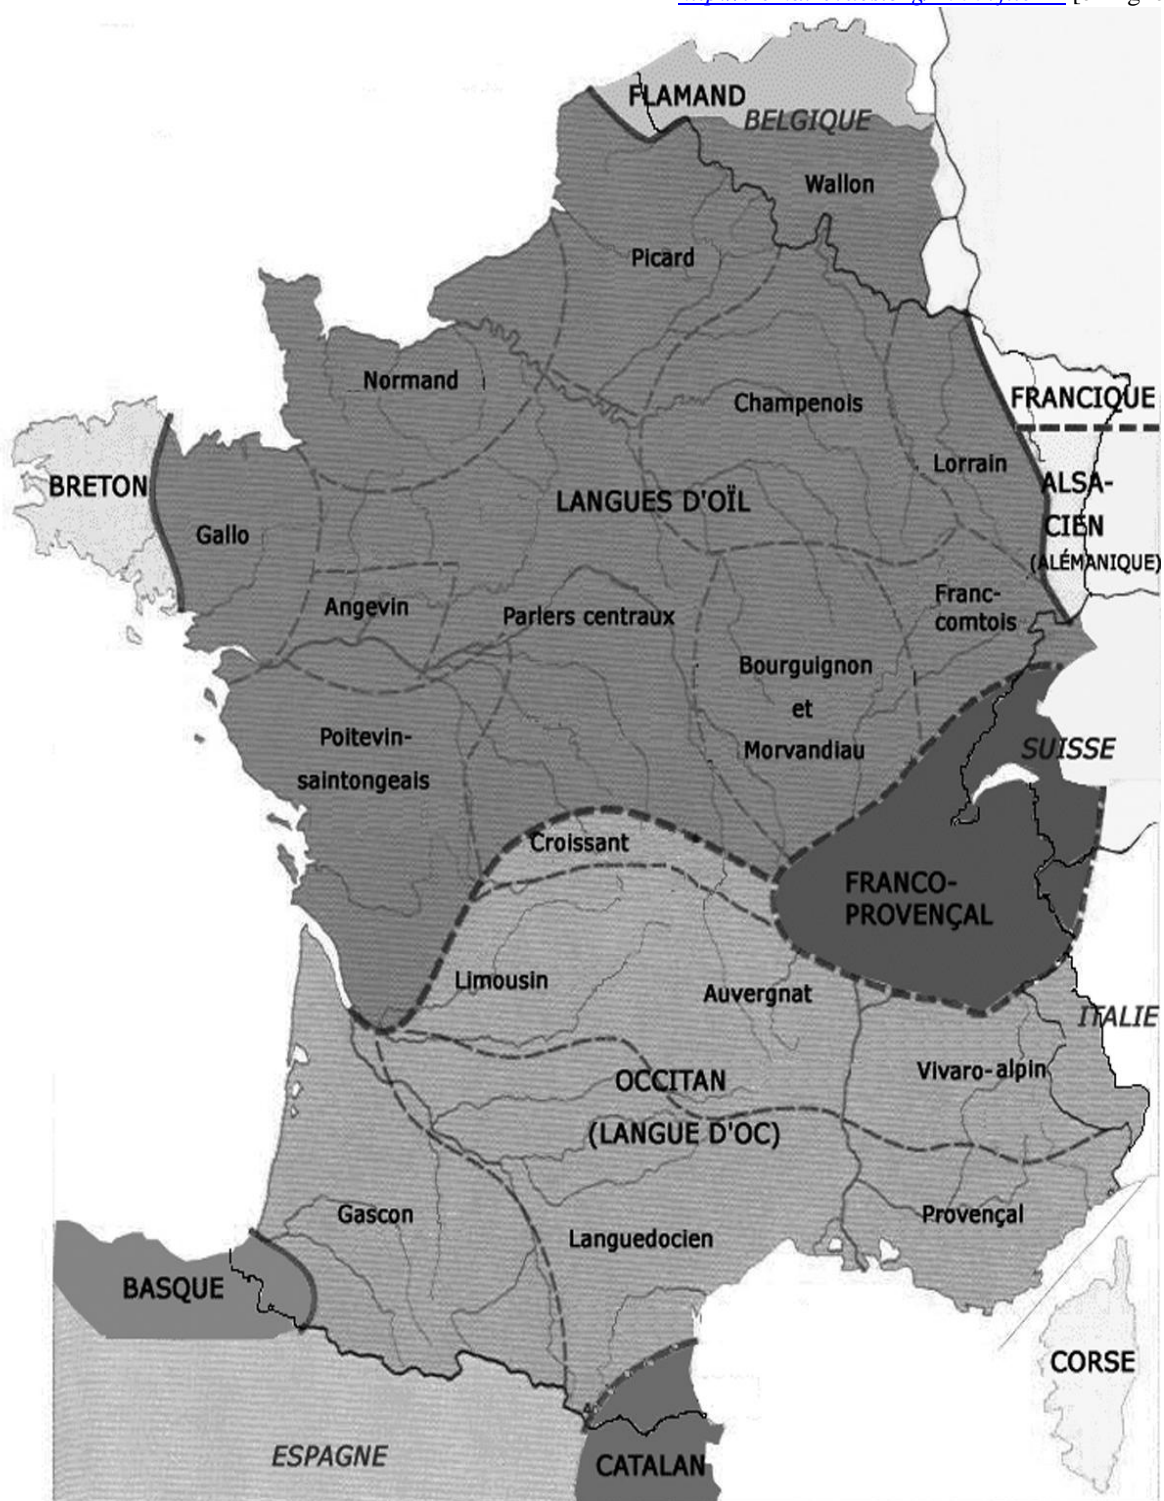 FLAMAND
BELGIQUE
Wallon
Picard
Normand
Champenois
FRANCIQUE
Lorrain
BRETON
ALSA-
CIEN
(ALÉMANIQUE)
LANGUES D'OÏL
Gallo
Angevin
Parlers centraux
Franc-
comtois
Bourguignon
et
Morvandiau
Poitevin-
saintongeais
SUISSE
Croissant
FRANCO-
PROVENÇAL
Limousin
Auvergnat
ITALIE
Vivaro-alpin
OCCITAN
(LANGUE D'OC)
Gascon
Provençal
Languedocien
BASQUE
CORSE
ESPAGNE
CATALAN